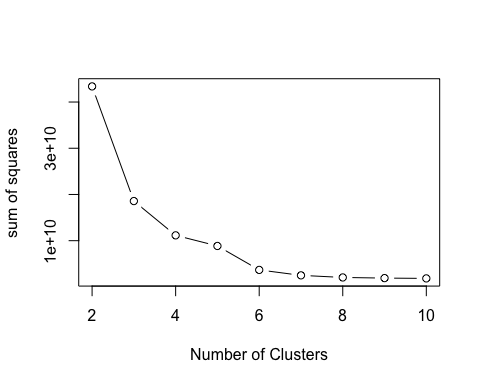 sum of squares
3e+10
1e+10
2 4 6 8 10
Number of Clusters